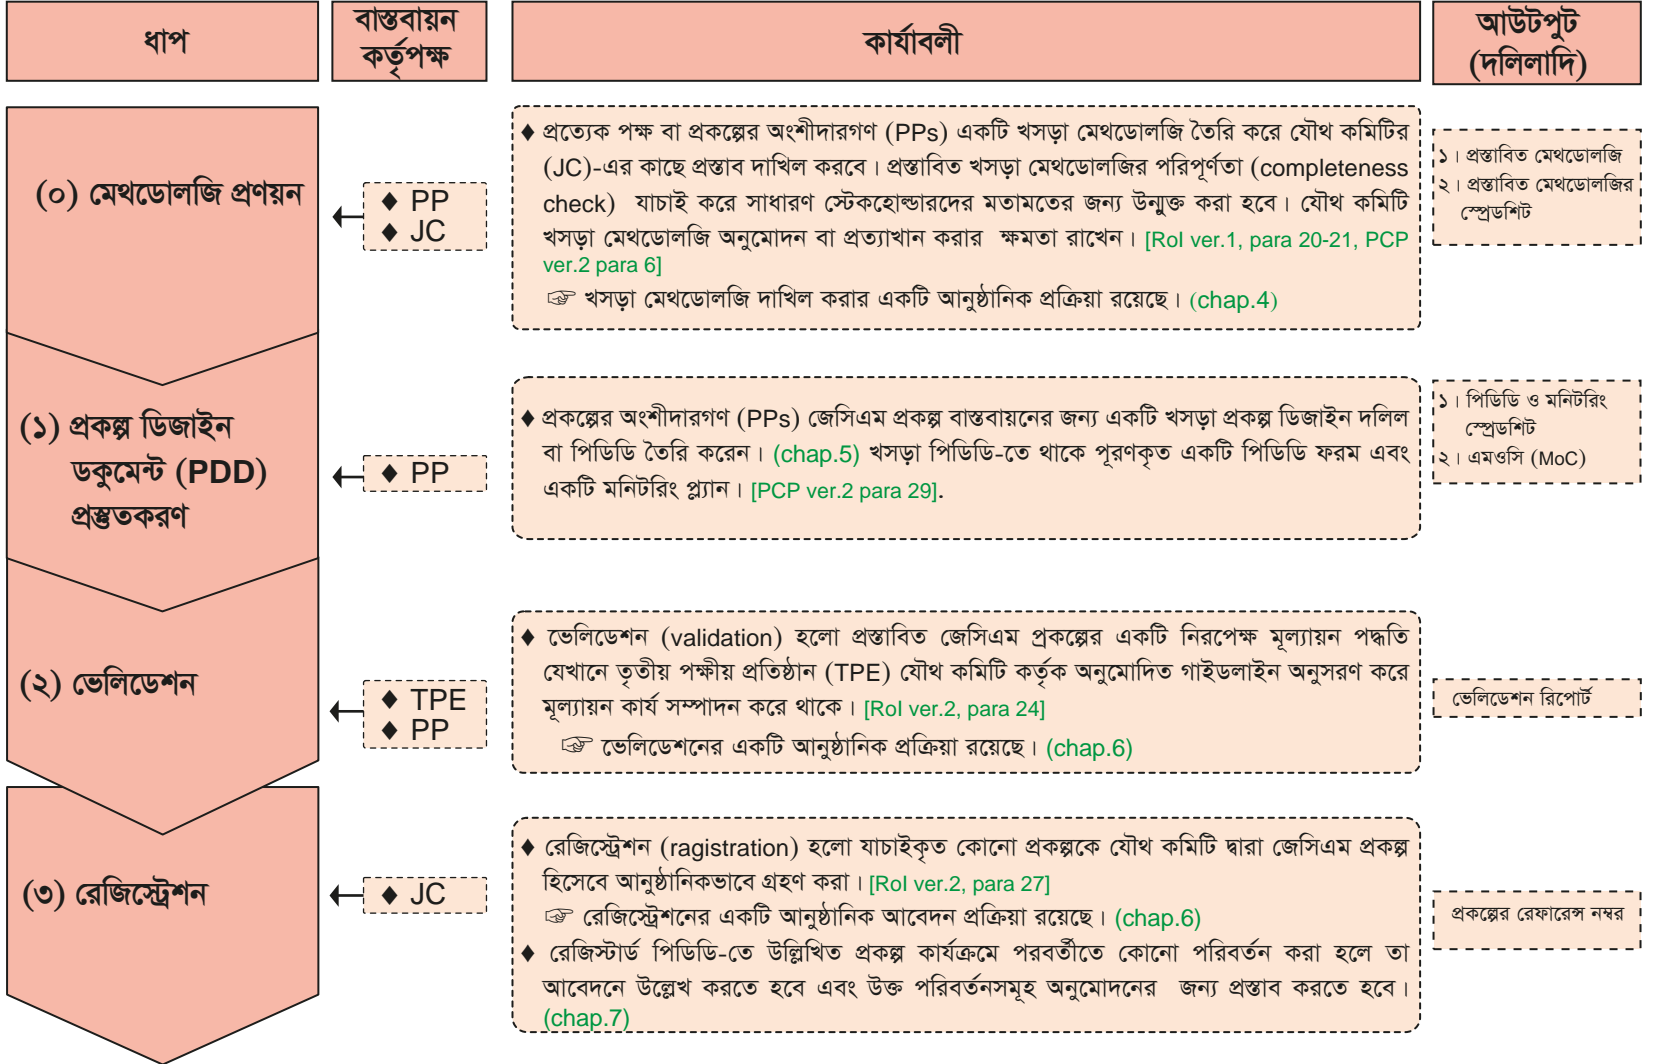 ধাপ
বাস্তবায়ন
কর্তৃপক্ষ
কার্যাবলী
আউটপুট
(দলিলাদি)
(০) মেথডোলজি প্রণয়ন
♦ PP
♦ JC
♦ প্রত্যেক পক্ষ বা প্রকল্পের অংশীদারগণ (PPs) একটি খসড়া মেথডোলজি তৈরি করে যৌথ কমিটির
(JC)-এর কাছে প্রস্তাব দাখিল করবে। প্রস্তাবিত খসড়া মেথডোলজির পরিপূর্ণতা (completeness
check) যাচাই করে সাধারণ স্টেকহোল্ডারদের মতামতের জন্য উন্মুক্ত করা হবে। যৌথ কমিটি
খসড়া মেথডোলজি অনুমোদন বা প্রত্যাখান করার ক্ষমতা রাখেন। [RoI ver.1, para 20-21, PCP
ver.2 para 6]
☞ খসড়া মেথডোলজি দাখিল করার একটি আনুষ্ঠানিক প্রক্রিয়া রয়েছে। (chap.4)
১। প্রস্তাবিত মেথডোলজি
২। প্রস্তাবিত মেথডোলজির
স্প্রেডশিট
(১) প্রকল্প ডিজাইন
ডকুমেন্ট (PDD)
প্রস্তুতকরণ
♦ PP
♦ প্রকল্পের অংশীদারগণ (PPs) জেসিএম প্রকল্প বাস্তবায়নের জন্য একটি খসড়া প্রকল্প ডিজাইন দলিল
বা পিডিডি তৈরি করেন। (chap.5) খসড়া পিডিডি-তে থাকে পূরণকৃত একটি পিডিডি ফরম এবং
একটি মনিটরিং প্ল্যান। [PCP ver.2 para 29].
১। পিডিডি ও মনিটরিং
স্প্রেডশিট
২। এমওসি (MoC)
(২) ভেলিডেশন
♦ TPE
♦ PP
♦ ভেলিডেশন (validation) হলো প্রস্তাবিত জেসিএম প্রকল্পের একটি নিরপেক্ষ মূল্যায়ন পদ্ধতি
যেখানে তৃতীয় পক্ষীয় প্রতিষ্ঠান (TPE) যৌথ কমিটি কর্তৃক অনুমোদিত গাইডলাইন অনুসরণ করে
মূল্যায়ন কার্য সম্পাদন করে থাকে। [RoI ver.2, para 24]
☞ ভেলিডেশনের একটি আনুষ্ঠানিক প্রক্রিয়া রয়েছে। (chap.6)
ভেলিডেশন রিপোর্ট
(৩) রেজিস্ট্রেশন
♦ JC
♦ রেজিস্ট্রেশন (ragistration) হলো যাচাইকৃত কোনো প্রকল্পকে যৌথ কমিটি দ্বারা জেসিএম প্রকল্প
হিসেবে আনুষ্ঠানিকভাবে গ্রহণ করা। [RoI ver.2, para 27]
☞ রেজিস্ট্রেশনের একটি আনুষ্ঠানিক আবেদন প্রক্রিয়া রয়েছে। (chap.6)
♦ রেজিস্টার্ড পিডিডি-তে উল্লিখিত প্রকল্প কার্যক্রমে পরবর্তীতে কোনো পরিবর্তন করা হলে তা
আবেদনে উল্লেখ করতে হবে এবং উক্ত পরিবর্তনসমূহ অনুমোদনের জন্য প্রস্তাব করতে হবে।
(chap.7)
প্রকল্পের রেফারেন্স নম্বর